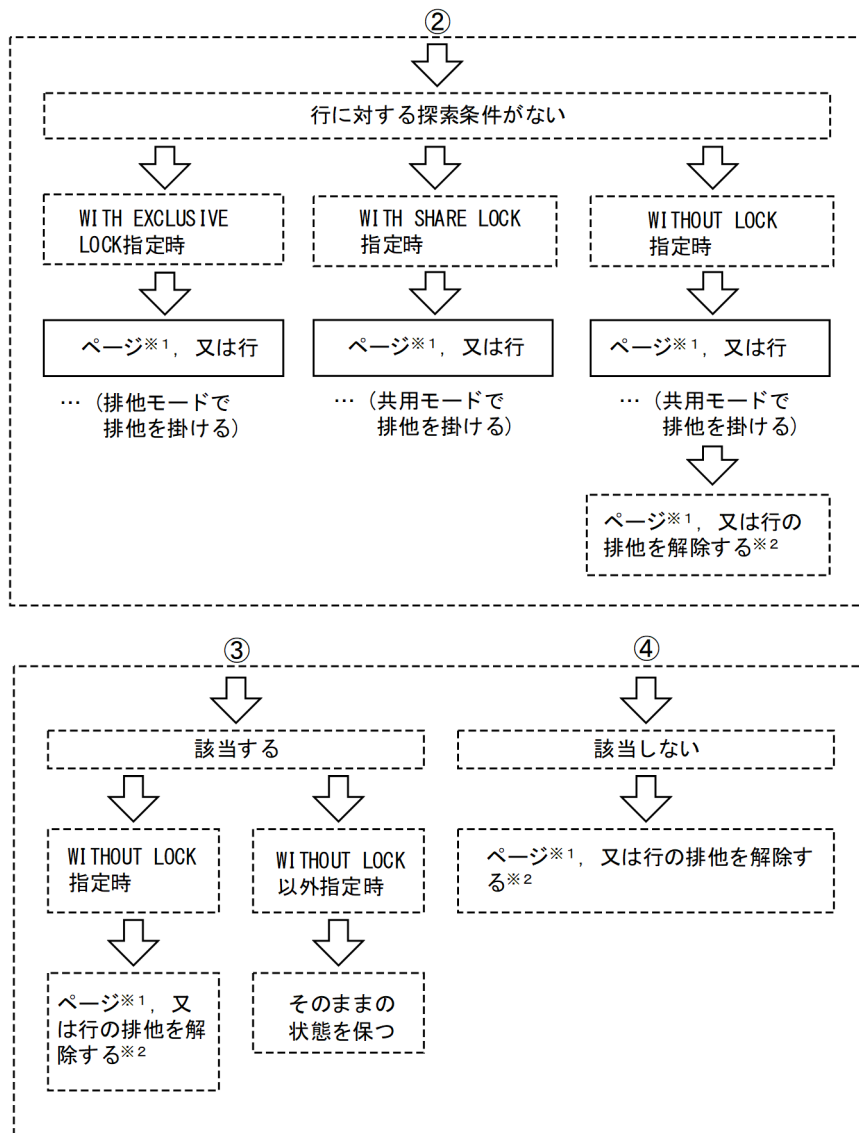 ②
行に対する探索条件がない
WITH EXCLUSIVE
LOCK指定時
WITH SHARE LOCK
指定時
WITHOUT LOCK
指定時
ページ※1，又は行
ページ※1，又は行
ページ※1，又は行
…（排他モードで
排他を掛ける）
…（共用モードで
排他を掛ける）
…（共用モードで
排他を掛ける）
ページ※1，又は行の
排他を解除する※2
③
④
該当する
該当しない
WITHOUT LOCK
指定時
WITHOUT LOCK
以外指定時
ページ※1，又は行の排他を解除す
る※2
ページ※1，又
は行の排他を解
除する※2
そのままの
状態を保つ